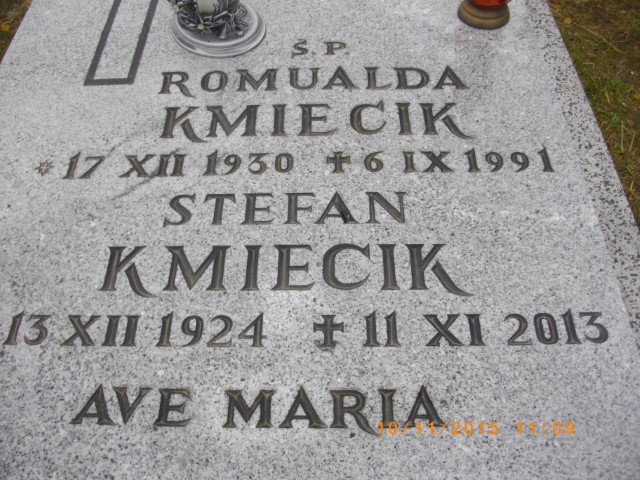 Ś.P.
ROMUALDA
KMIECIK
* 17 XII 1930 ✝ 6 IX 1991
STEFAN
KMIECIK
13 XII 1924 ✝ 11 XI 2013
AVE MARIA
10/11/2015 11:09